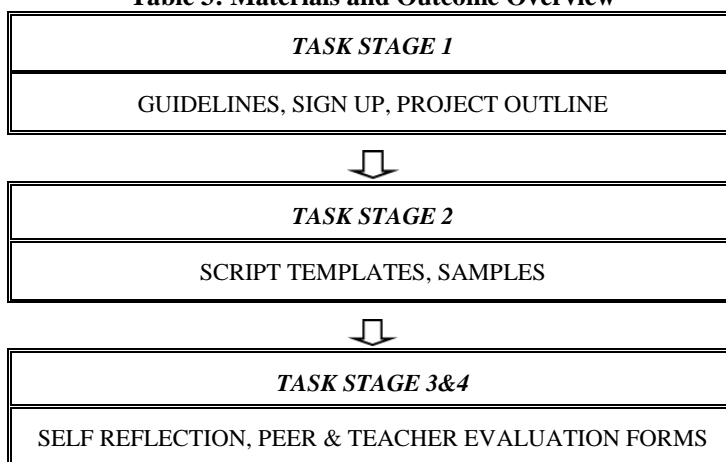 Table 3: Materials and Outcome Overview
TASK STAGE 1
GUIDELINES, SIGN UP, PROJECT OUTLINE
TASK STAGE 2
SCRIPT TEMPLATES, SAMPLES
TASK STAGE 3&4
SELF REFLECTION, PEER & TEACHER EVALUATION FORMS